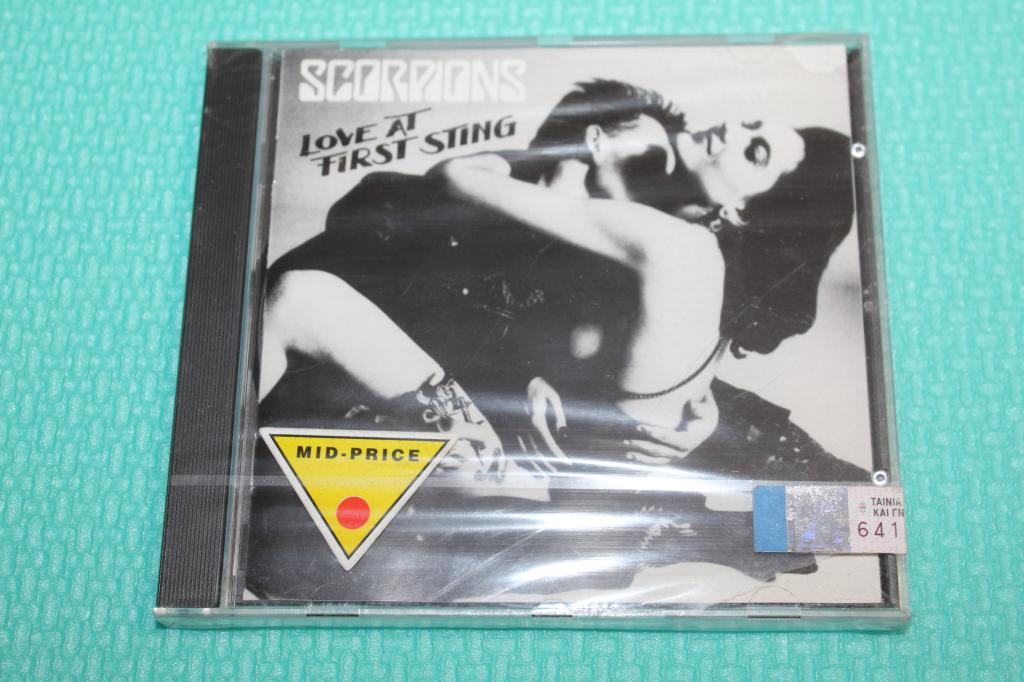 SCORPIONS
LOVE AT
FIRST STING
MID-PRICE
ΤΑΙΝΙΑ
ΚΑΙ ΓΝ
641